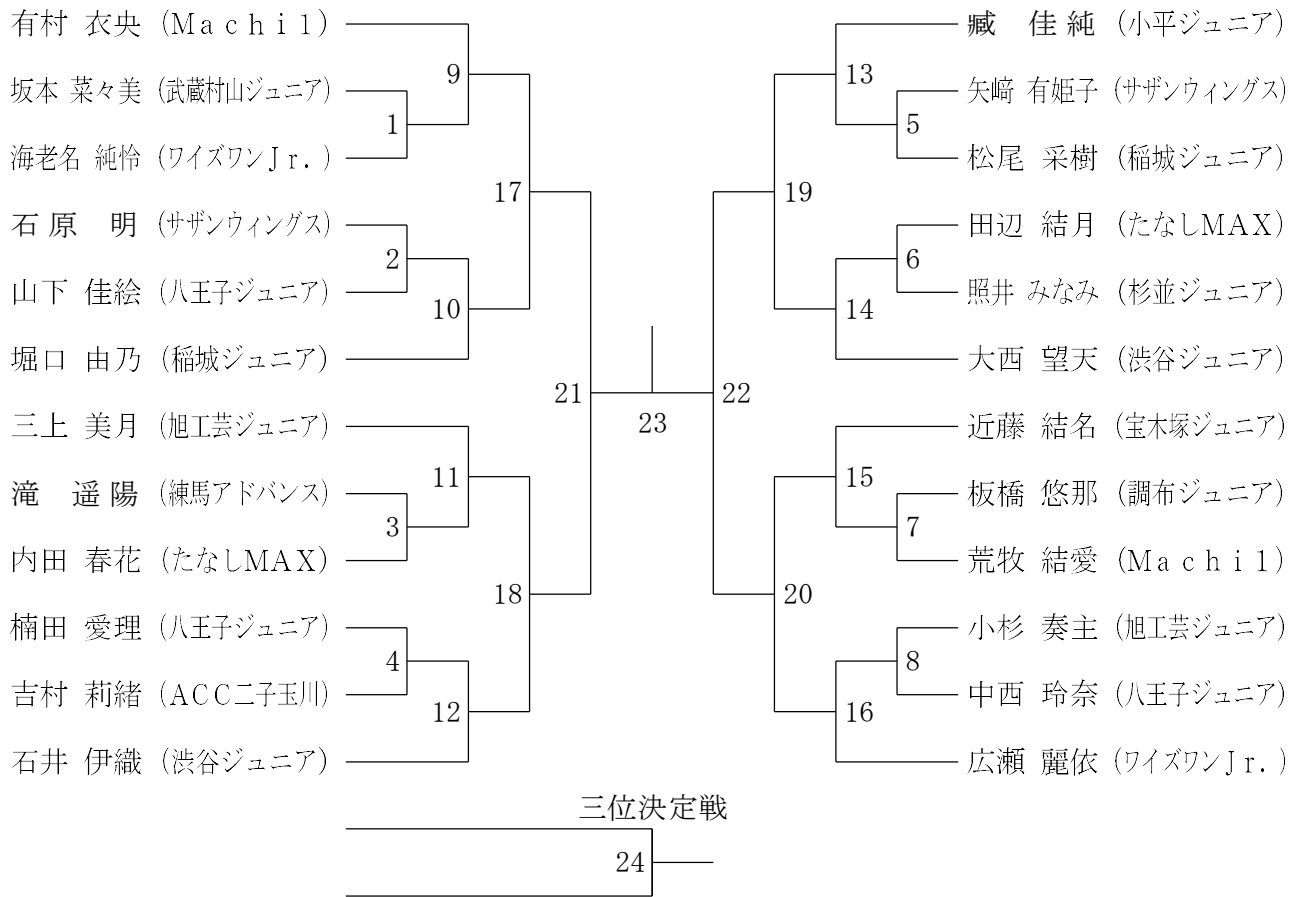 有村 衣央 (Machi1)
9
坂本 菜々美 (武蔵村山ジュニア)
1
海老名 純怜 (ワイズワンJr.)
17
石原 明 (サザンウィングス)
2
山下 佳絵 (八王子ジュニア)
10
堀口 由乃 (稲城ジュニア)
21
三上 美月 (旭工芸ジュニア)
11
滝 遥陽 (練馬アドバンス)
3
内田 春花 (たなしMAX)
18
楠田 愛理 (八王子ジュニア)
4
吉村 莉緒 (ACC二子玉川)
12
石井 伊織 (渋谷ジュニア)
23
臧 佳純 (小平ジュニア)
13
矢﨑 有姫子 (サザンウィングス)
5
松尾 采樹 (稲城ジュニア)
19
田辺 結月 (たなしMAX)
6
照井 みなみ (杉並ジュニア)
14
大西 望天 (渋谷ジュニア)
22
近藤 結名 (宝木塚ジュニア)
15
板橋 悠那 (調布ジュニア)
7
荒牧 結愛 (Machi1)
20
小杉 奏主 (旭工芸ジュニア)
8
中西 玲奈 (八王子ジュニア)
16
広瀬 麗依 (ワイズワンJr.)
三位決定戦
24